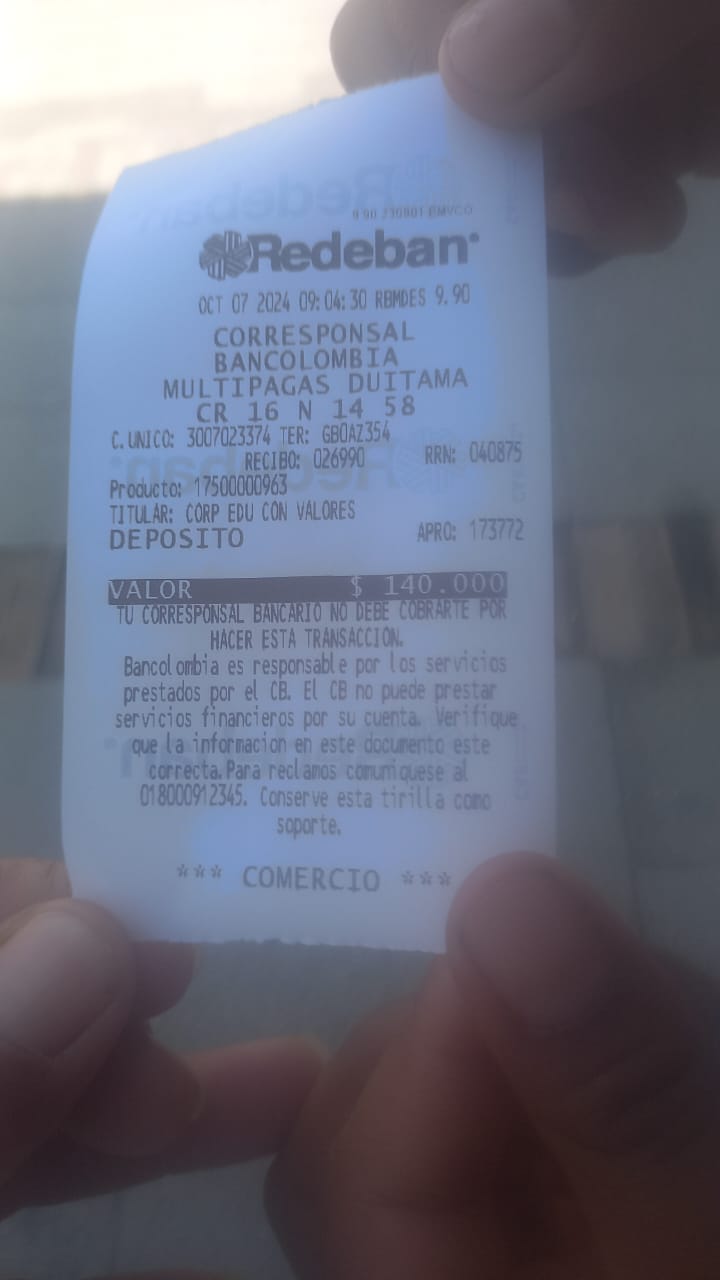 9.90 230801 EMVCO
Redeban
OCT 07 2024 09:04:30 RBMDES 9.90
CORRESPONSAL
BANCOLOMBIA
MULTIPAGAS DUITAMA
CR 16 N 14 58
C. UNICO: 3007023374 TER: GBOAZ354
RECIBO: 026990 RRN: 040875
Producto: 17500000963
TITULAR: CORP EDU CON VALORES
DEPOSITO APRO: 173772
VALOR $ 140.000
TU CORRESPONSAL BANCARIO NO DEBE COBRARTE POR
HACER ESTA TRANSACCION.
Bancolombia es responsable por los servicios
prestados por el CB. El CB no puede prestar
servicios financieros por su cuenta. Verifique
que la informacion en este documento este
correcta.Para reclamos comuniquese al
018000912345. Conserve esta tirilla como
soporte.
*** COMERCIO ***